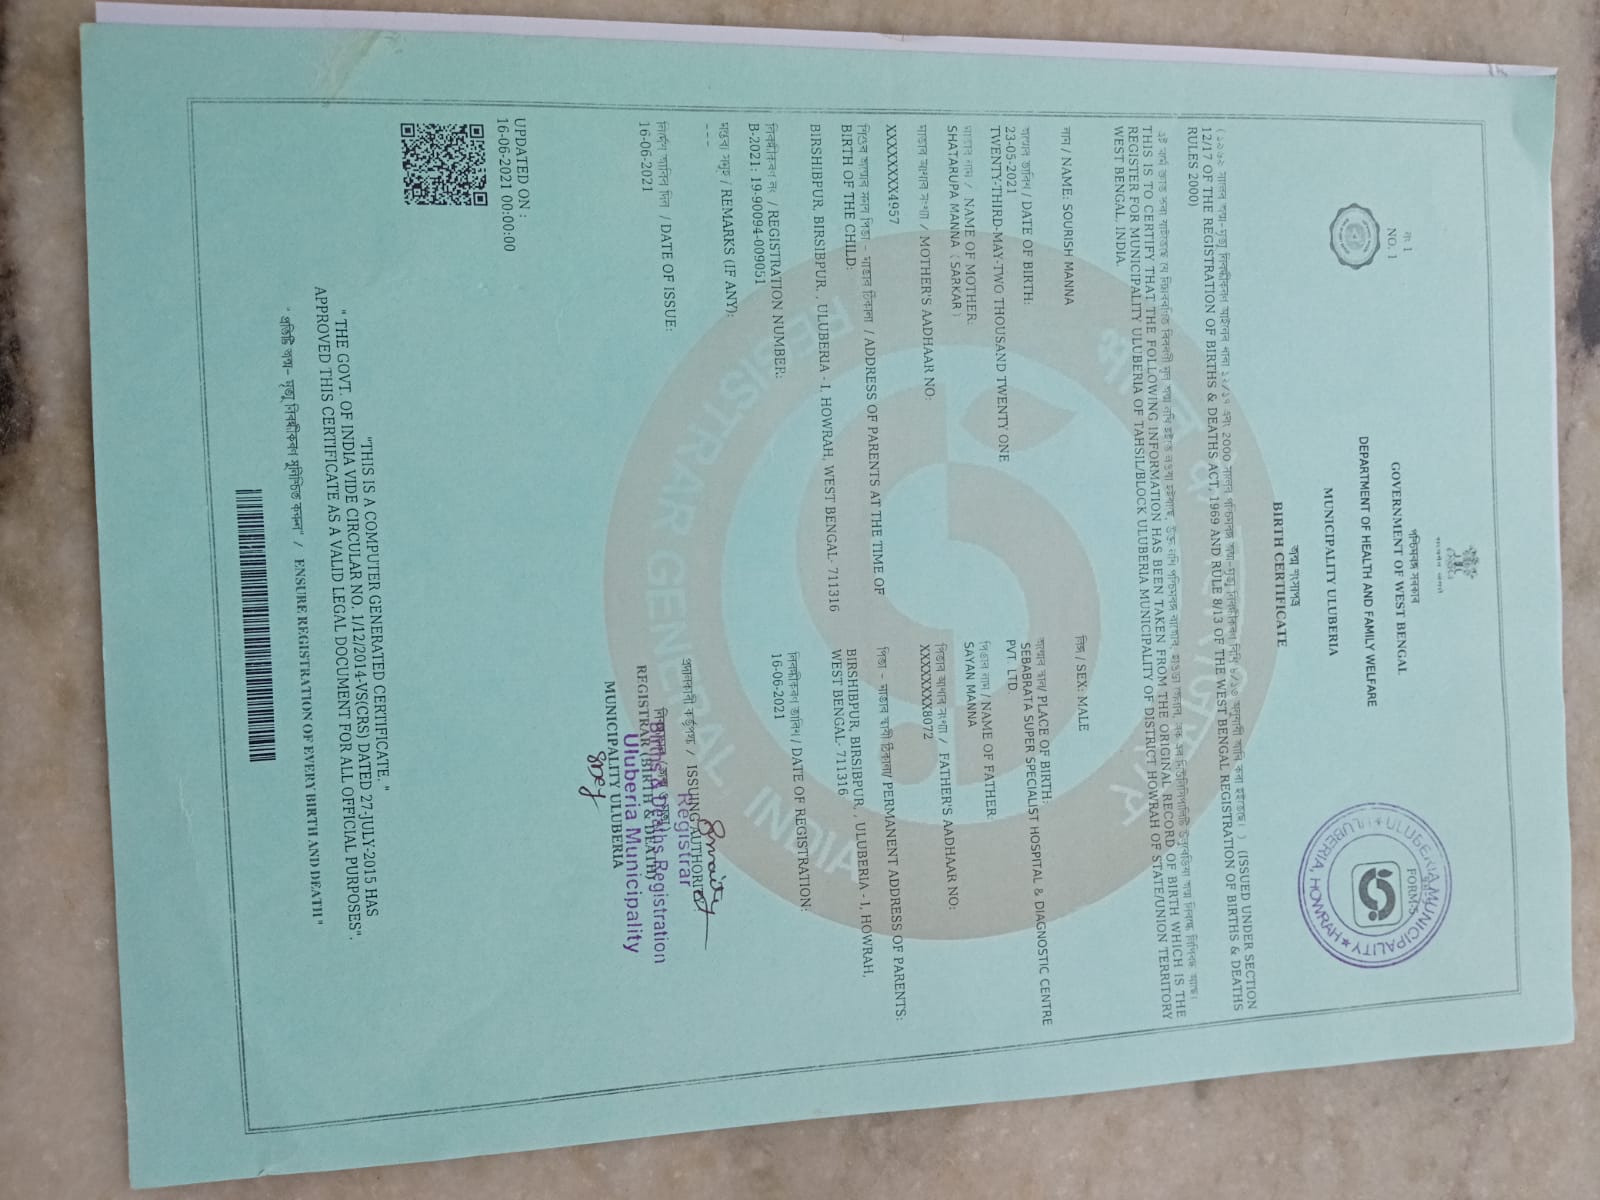 নং 1
NO. 1
পশ্চিমবঙ্গ সরকার
GOVERNMENT OF WEST BENGAL
DEPARTMENT OF HEALTH AND FAMILY WELFARE
MUNICIPALITY ULUBERIA
FORM-5
ULUBERIA MUNICIPALITY
ULUBERIA, HOWRAH
জন্ম সংসাপত্র
BIRTH CERTIFICATE
(ISSUED UNDER SECTION
12/17 OF THE REGISTRATION OF BIRTHS & DEATHS ACT, 1969 AND RULE 8/13 OF THE WEST BENGAL REGISTRATION OF BIRTHS & DEATHS
RULES 2000)
THIS IS TO CERTIFY THAT THE FOLLOWING INFORMATION HAS BEEN TAKEN FROM THE ORIGINAL RECORD OF BIRTH WHICH IS THE
REGISTER FOR MUNICIPALITY ULUBERIA OF TAHSIL/BLOCK ULUBERIA MUNICIPALITY OF DISTRICT HOWRAH OF STATE/UNION TERRITORY
WEST BENGAL, INDIA.
নাম / NAME: SOURISH MANNA
লিঙ্গ / SEX: MALE
জন্মের তারিখ / DATE OF BIRTH:
23-05-2021
TWENTY-THIRD-MAY-TWO THOUSAND TWENTY ONE
জন্মের স্থান/ PLACE OF BIRTH:
SEBABRATA SUPER SPECIALIST HOSPITAL & DIAGNOSTIC CENTRE
PVT. LTD
মাতার নাম / NAME OF MOTHER:
SHATARUPA MANNA ( SARKAR )
পিতার নাম / NAME OF FATHER:
SAYAN MANNA
মাতার আধার সংখ্যা / MOTHER'S AADHAAR NO:
XXXXXXXX4957
পিতার আধার সংখ্যা / FATHER'S AADHAAR NO:
XXXXXXXX8072
শিশুর জন্মের সময় পিতা - মাতার ঠিকানা / ADDRESS OF PARENTS AT THE TIME OF
BIRTH OF THE CHILD:
BIRSHIBPUR, BIRSIBPUR, , ULUBERIA - I, HOWRAH, WEST BENGAL- 711316
পিতা - মাতার স্থায়ী ঠিকানা/ PERMANENT ADDRESS OF PARENTS:
BIRSHIBPUR, BIRSIBPUR, , ULUBERIA - I, HOWRAH,
WEST BENGAL- 711316
নিবন্ধীকরণ নং / REGISTRATION NUMBER:
B-2021: 19-90094-009051
নিবন্ধীকরণ তারিখ / DATE OF REGISTRATION:
16-06-2021
মন্তব্য সমূহ / REMARKS (IF ANY):
---
DATE OF ISSUE:
16-06-2021
প্রদানকারী কর্তৃপক্ষ / ISSUING AUTHORITY
REGISTRAR (BIRTH & DEATH)
MUNICIPALITY ULUBERIA
Registrar
Births & Deaths Registration
Uluberia Municipality
UPDATED ON :
16-06-2021 00:00:00
"THIS IS A COMPUTER GENERATED CERTIFICATE. "
" THE GOVT. OF INDIA VIDE CIRCULAR NO. 1/12/2014-VS(CRS) DATED 27-JULY-2015 HAS
APPROVED THIS CERTIFICATE AS A VALID LEGAL DOCUMENT FOR ALL OFFICIAL PURPOSES".
" প্রতিটি জন্ম- মৃত্যু নিবন্ধীকরণ সুনিশ্চিত করুন" / ENSURE REGISTRATION OF EVERY BIRTH AND DEATH "
REGISTRAR GENERAL INDIA